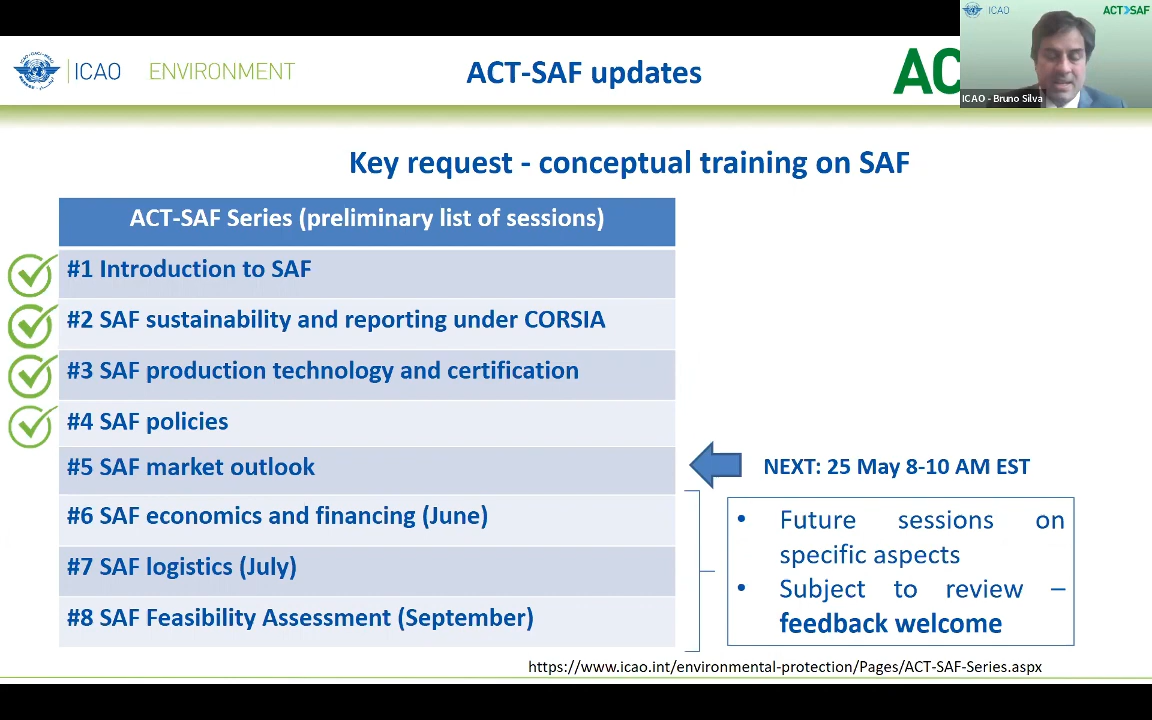 ICAO
ACT SAF
ICAO
ENVIRONMENT
ACT-SAF updates
AC
ICAO - Bruno Silva
Key request - conceptual training on SAF
ACT-SAF Series (preliminary list of sessions)
#1 Introduction to SAF
#2 SAF sustainability and reporting under CORSIA
#3 SAF production technology and certification
#4 SAF policies
#5 SAF market outlook
NEXT: 25 May 8-10 AM EST
#6 SAF economics and financing (June)
#7 SAF logistics (July)
#8 SAF Feasibility Assessment (September)
• Future sessions on
specific aspects
• Subject to review –
feedback welcome
https://www.icao.int/environmental-protection/Pages/ACT-SAF-Series.aspx